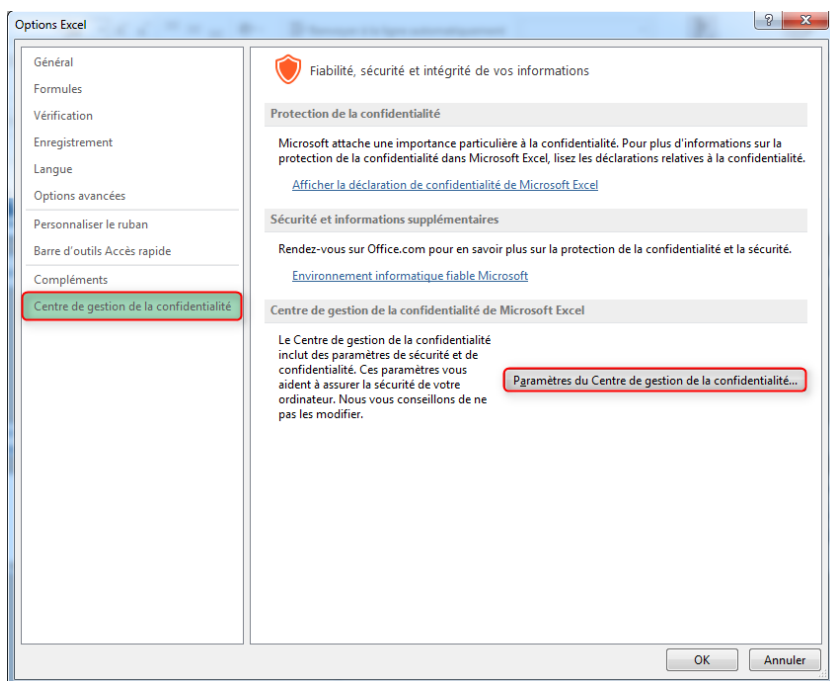 Options Excel
?
X
Général
Formules
Vérification
Enregistrement
Langue
Options avancées
Personnaliser le ruban
Barre d'outils Accès rapide
Compléments
Centre de gestion de la confidentialité
Fiabilité, sécurité et intégrité de vos informations
Protection de la confidentialité
Microsoft attache une importance particulière à la confidentialité. Pour plus d'informations sur la
protection de la confidentialité dans Microsoft Excel, lisez les déclarations relatives à la confidentialité.
Afficher la déclaration de confidentialité de Microsoft Excel
Sécurité et informations supplémentaires
Rendez-vous sur Office.com pour en savoir plus sur la protection de la confidentialité et la sécurité.
Environnement informatique fiable Microsoft
Centre de gestion de la confidentialité de Microsoft Excel
Le Centre de gestion de la confidentialité
inclut des paramètres de sécurité et de
confidentialité. Ces paramètres vous
aident à assurer la sécurité de votre
ordinateur. Nous vous conseillons de ne
pas les modifier.
Paramètres du Centre de gestion de la confidentialité...
OK
Annuler